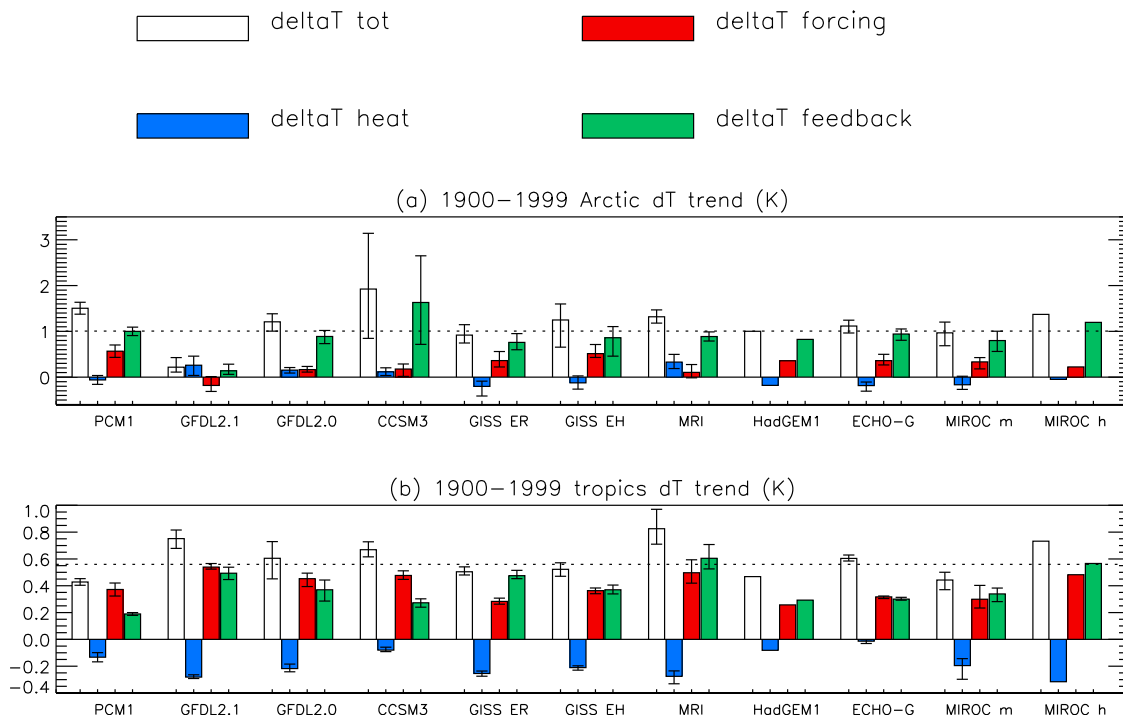 deltaT tot
deltaT forcing
deltaT heat
deltaT feedback
(a) 1900−1999 Arctic dT trend (K)
3
2
1
0
PCM1 GFDL2.1 GFDL2.0 CCSM3 GISS ER GISS EH MRI HadGEM1 ECHO−G MIROC m MIROC h
(b) 1900−1999 tropics dT trend (K)
1.0
0.8
0.6
0.4
0.2
0.0
−0.2
−0.4
PCM1 GFDL2.1 GFDL2.0 CCSM3 GISS ER GISS EH MRI HadGEM1 ECHO−G MIROC m MIROC h